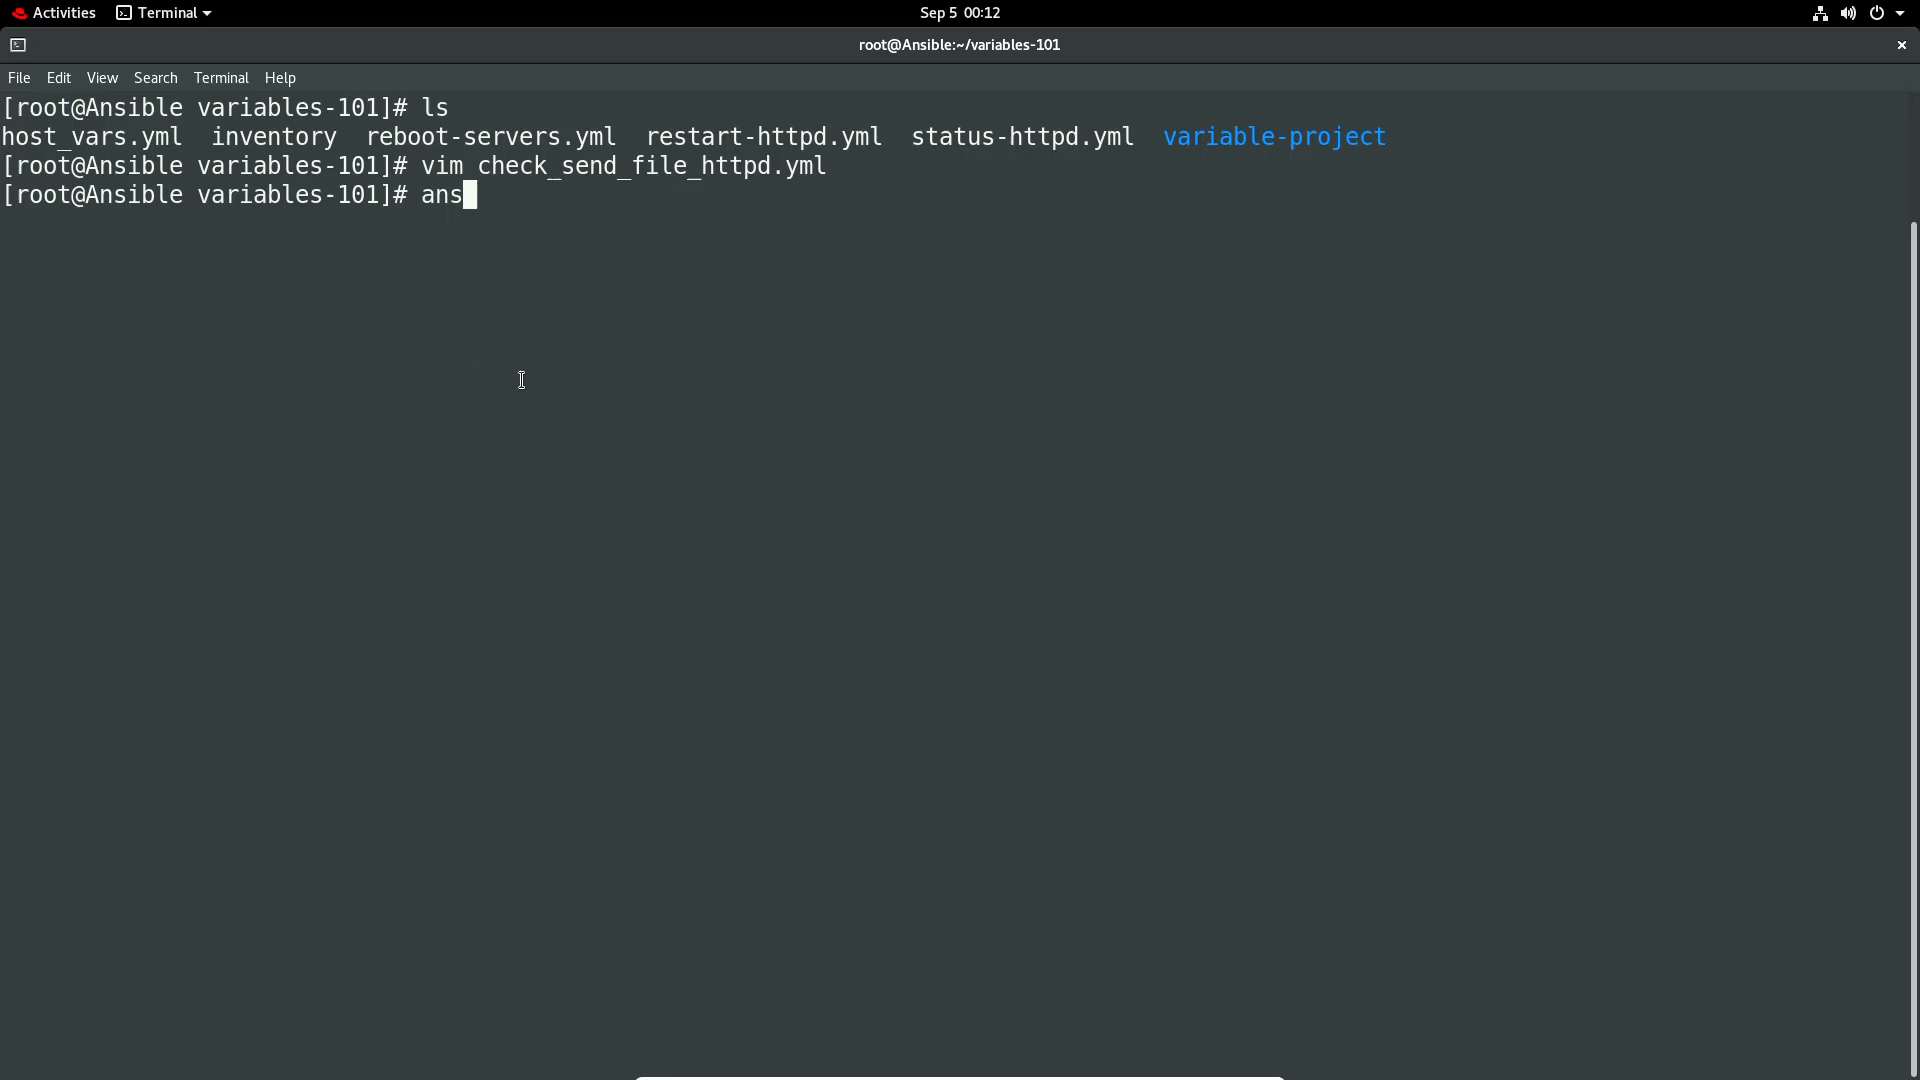 Activities Terminal Sep 5 00:12
root@Ansible:~/variables-101
File Edit View Search Terminal Help
[root@Ansible variables-101]# ls
host_vars.yml inventory reboot-servers.yml restart-httpd.yml status-httpd.yml variable-project
[root@Ansible variables-101]# vim check_send_file_httpd.yml
[root@Ansible variables-101]# ans